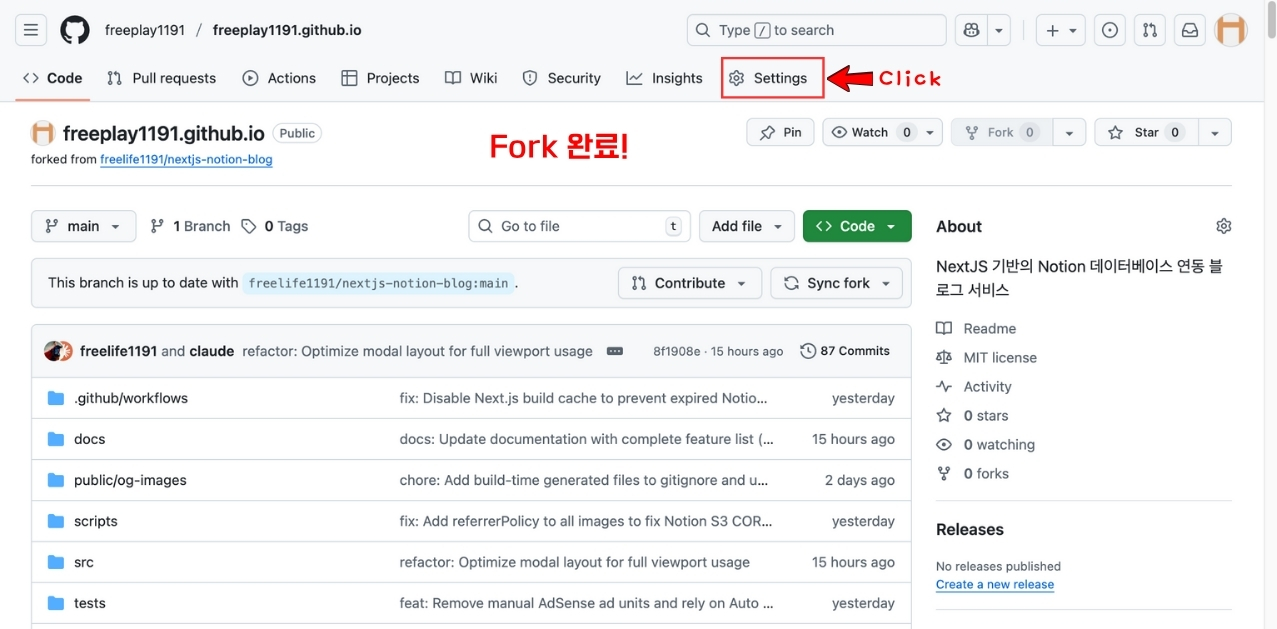 freeplay1191 / freeplay1191.github.io
Type / to search
Code
Pull requests
Actions
Projects
Wiki
Security
Insights
Settings
Click
freeplay1191.github.io Public
forked from freelife1191/nextjs-notion-blog
Fork 완료!
Pin
Watch 0
Fork 0
Star 0
main
1 Branch
0 Tags
Go to file t
Add file
Code
This branch is up to date with freelife1191/nextjs-notion-blog:main .
Contribute
Sync fork
freelife1191 and claude refactor: Optimize modal layout for full viewport usage
8f1908e · 15 hours ago
87 Commits
.github/workflows fix: Disable Next.js build cache to prevent expired Notio... yesterday
docs docs: Update documentation with complete feature list (... 15 hours ago
public/og-images chore: Add build-time generated files to gitignore and u... 2 days ago
scripts fix: Add referrerPolicy to all images to fix Notion S3 COR... yesterday
src refactor: Optimize modal layout for full viewport usage 15 hours ago
tests feat: Remove manual AdSense ad units and rely on Auto ... yesterday
About
NextJS 기반의 Notion 데이터베이스 연동 블
로그 서비스
Readme
MIT license
Activity
0 stars
0 watching
0 forks
Releases
No releases published
Create a new release